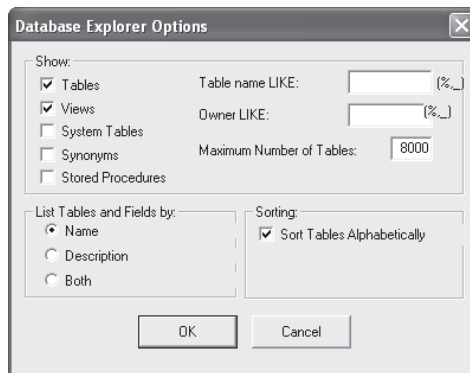 Database Explorer Options
Show:
Tables
Views
System Tables
Synonyms
Stored Procedures
Table name LIKE: (%,_)
Owner LIKE: (%,_)
Maximum Number of Tables: 8000
List Tables and Fields by:
Name
Description
Both
Sorting:
Sort Tables Alphabetically
OK
Cancel